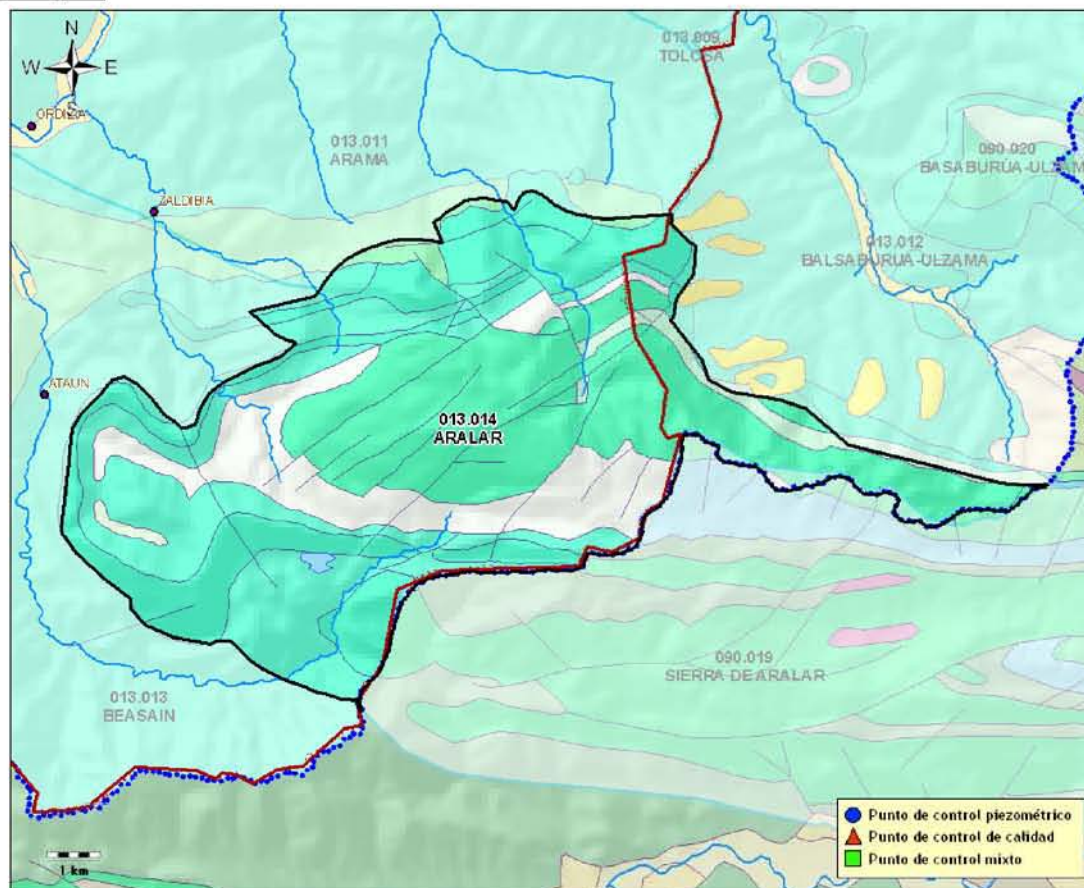 N
W E
S
013.009
TOLOSA
ORDIZIA
013.011
ARAMA
090.020
BASABURÚA-ULZAMA
ZALDIBIA
013.012
BALSABURUA-ULZAMA
ATAUN
013.014
ARALAR
090.019
SIERRA DE ARALAR
013.013
BEASAIN
Punto de control piezométrico
Punto de control de calidad
Punto de control mixto
1 km